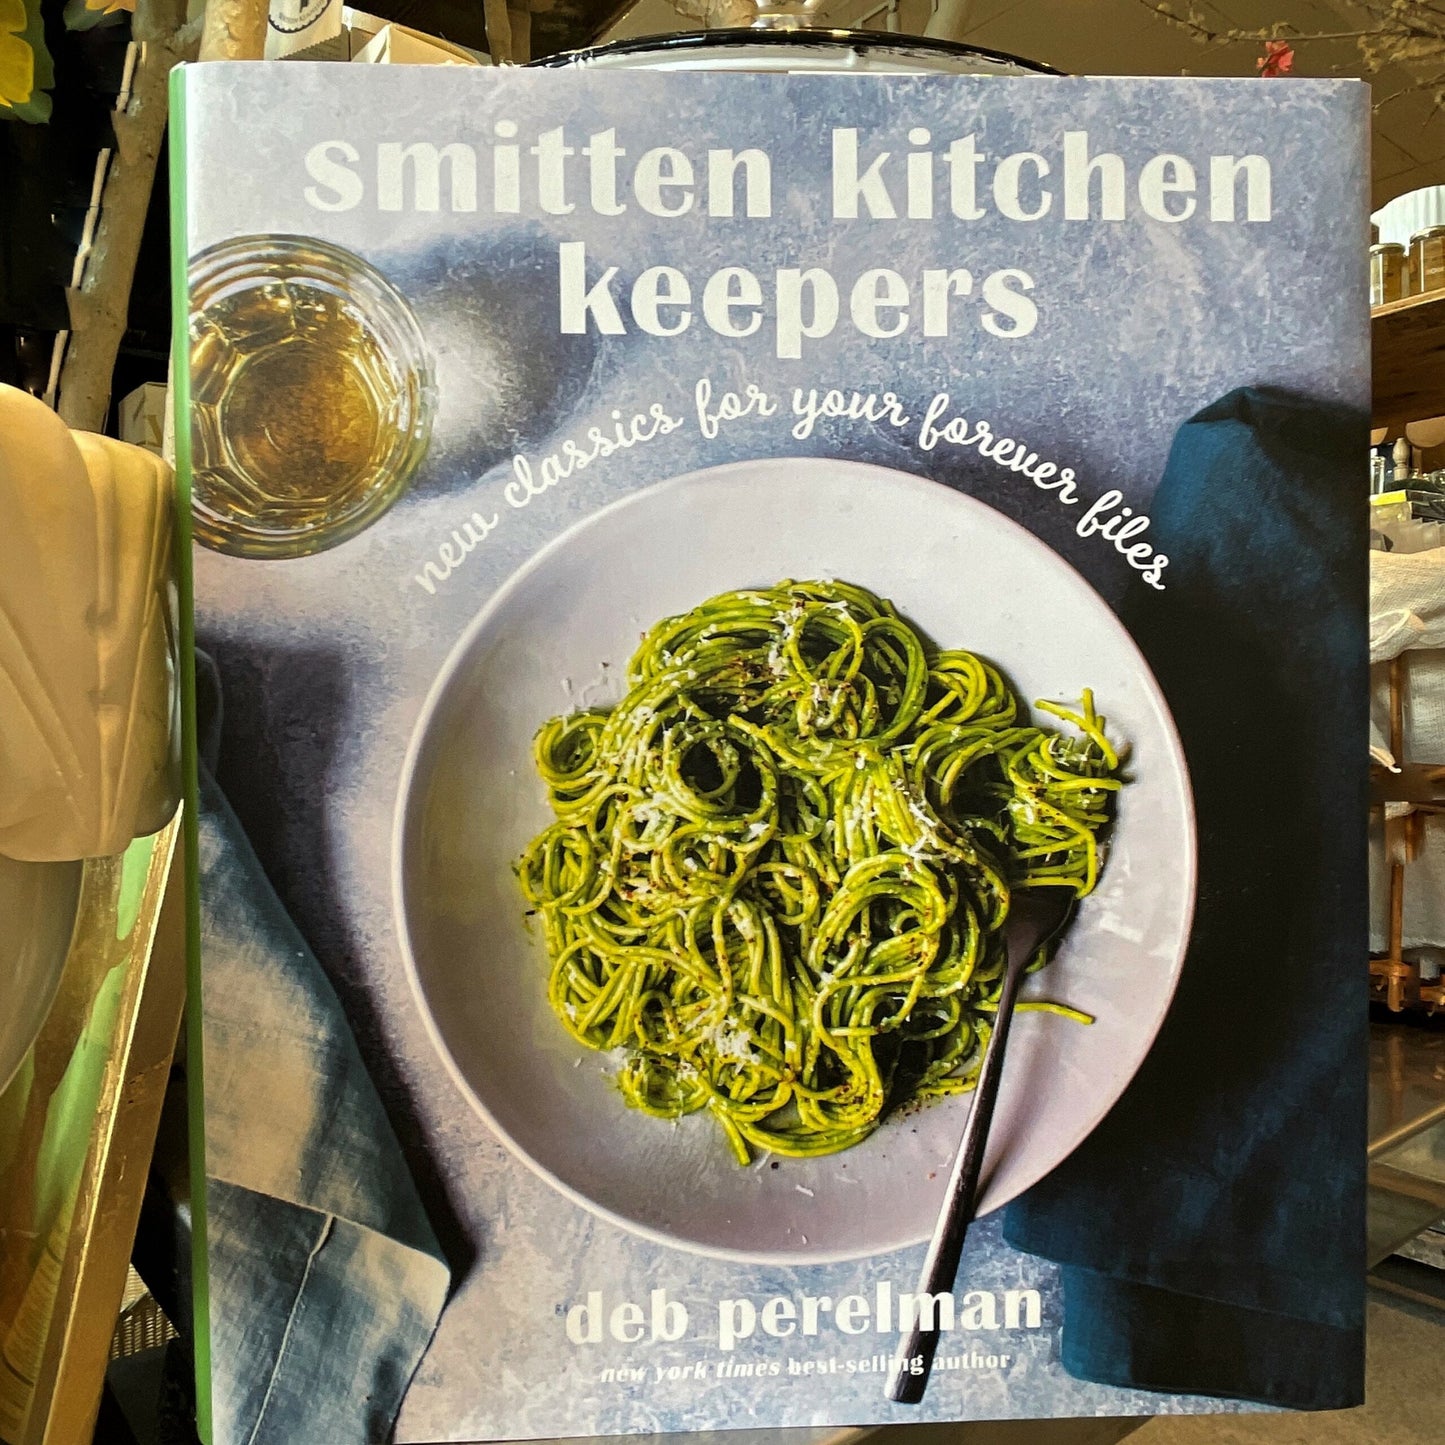 smitten kitchen
keepers
new classics for your forever files
deb perelman
new york times best-selling author